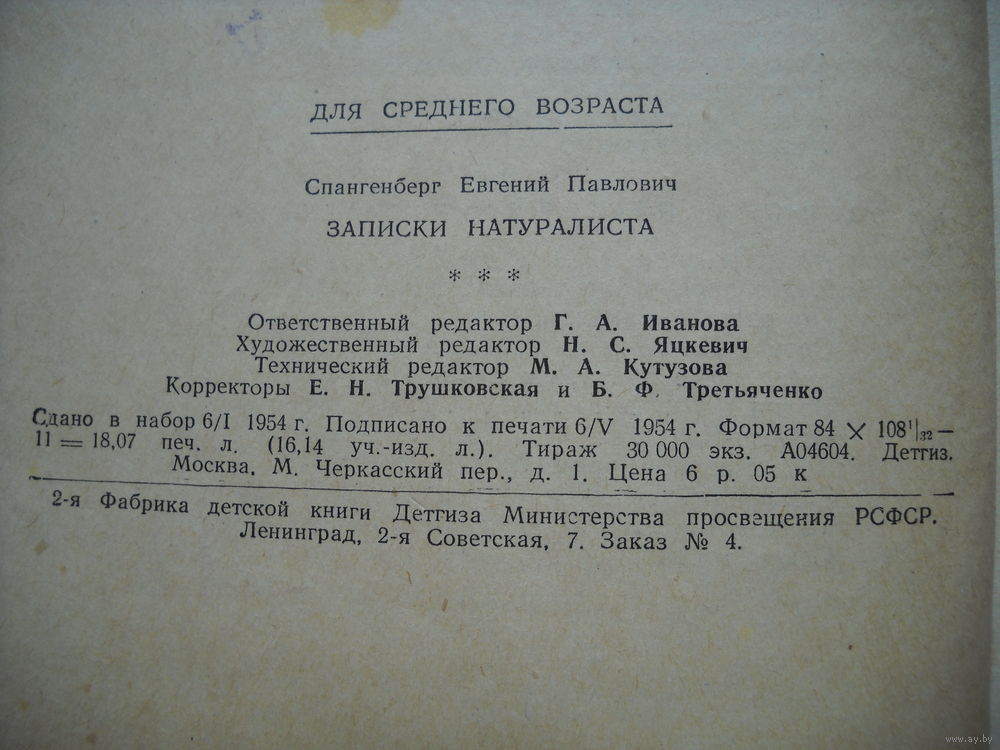 ДЛЯ СРЕДНЕГО ВОЗРАСТА
Спангенберг Евгений Павлович
ЗАПИСКИ НАТУРАЛИСТА
* * *
Ответственный редактор Г. А. Иванова
Художественный редактор Н. С. Яцкевич
Технический редактор М. А. Кутузова
Корректоры Е. Н. Трушковская и Б. Ф. Третьяченко
Сдано в набор 6/I 1954 г. Подписано к печати 6/V 1954 г. Формат 84 × 108¹/₃₂ —
11 = 18,07 печ. л. (16,14 уч.-изд. л.). Тираж 30 000 экз. А04604. Детгиз.
Москва. М. Черкасский пер., д. 1. Цена 6 р. 05 к
2-я Фабрика детской книги Детгиза Министерства просвещения РСФСР.
Ленинград, 2-я Советская, 7. Заказ № 4.
www.ay.by